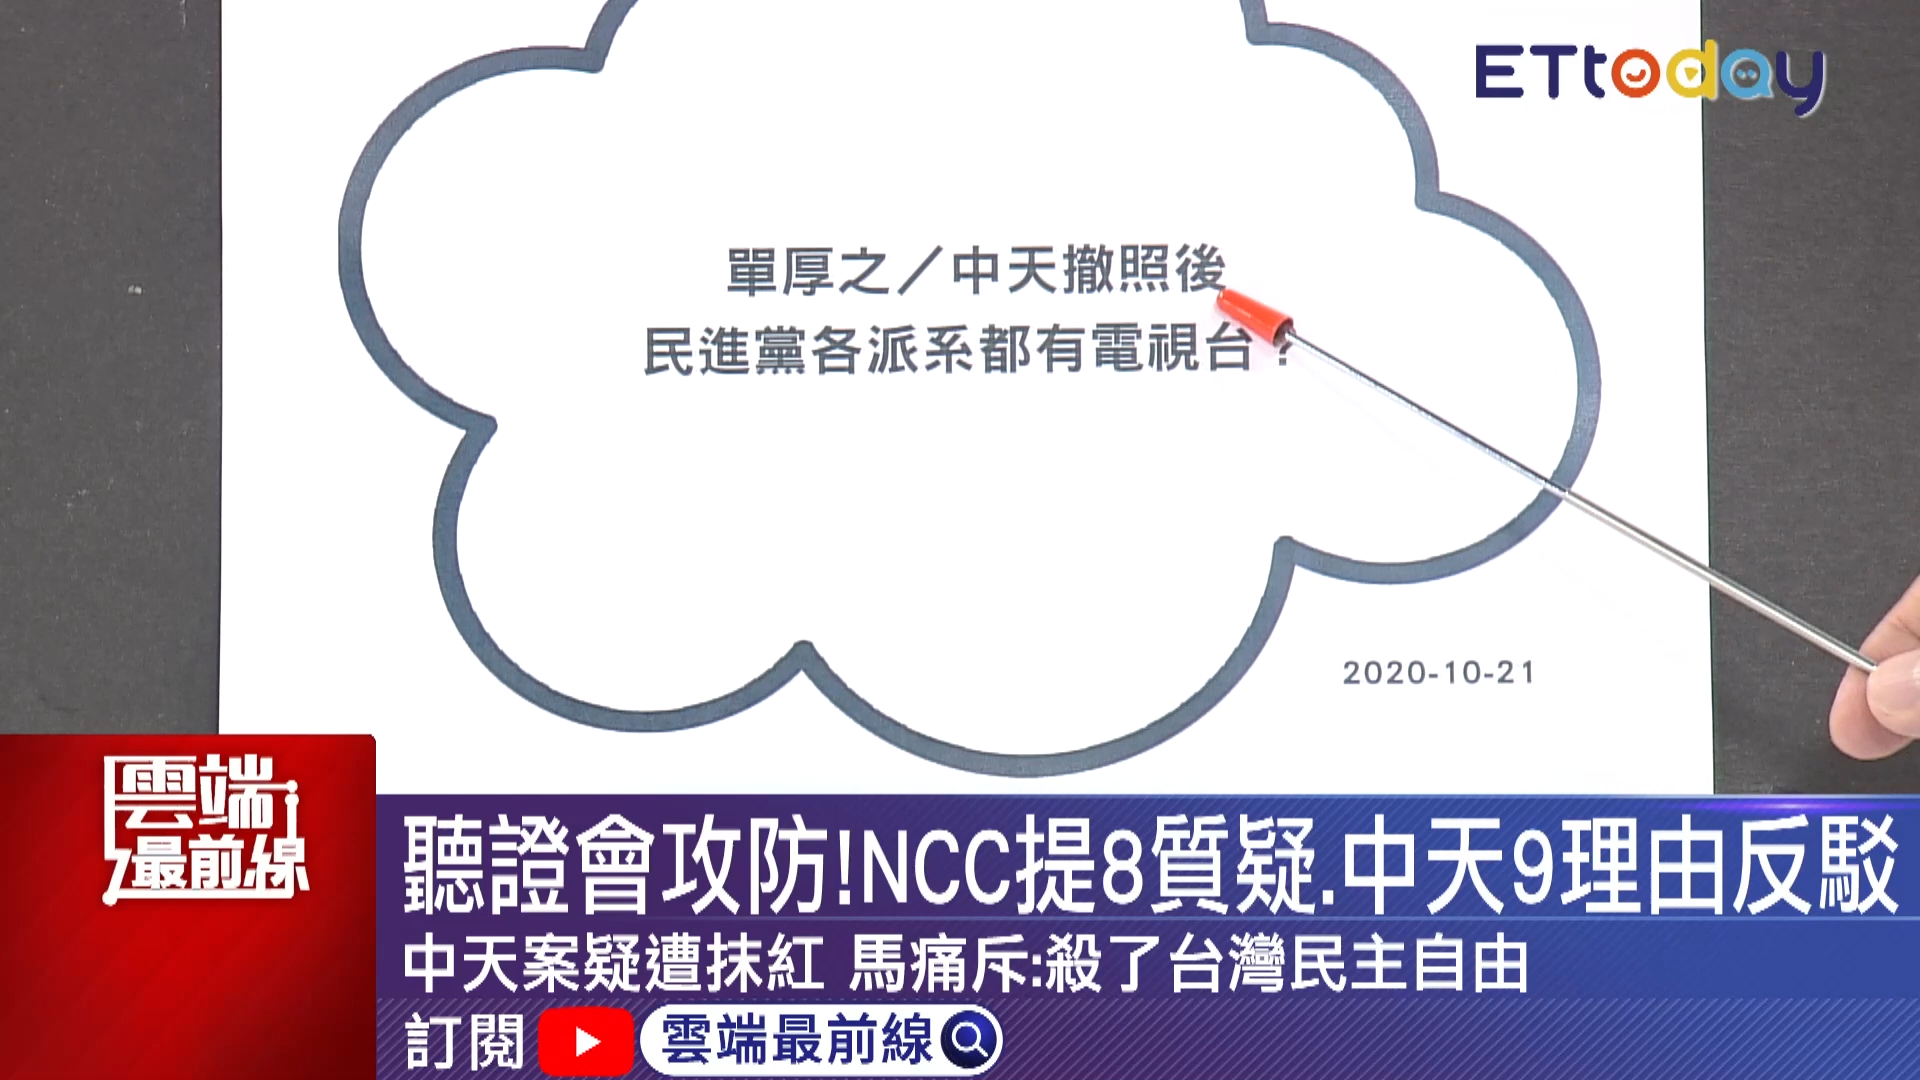 ETtoday
單厚之／中天撤照後
民進黨各派系都有電視台？
2020-10-21
雲端
最前線
聽證會攻防!NCC提8質疑.中天9理由反駁
中天案疑遭抹紅 馬痛斥:殺了台灣民主自由
訂閱 雲端最前線